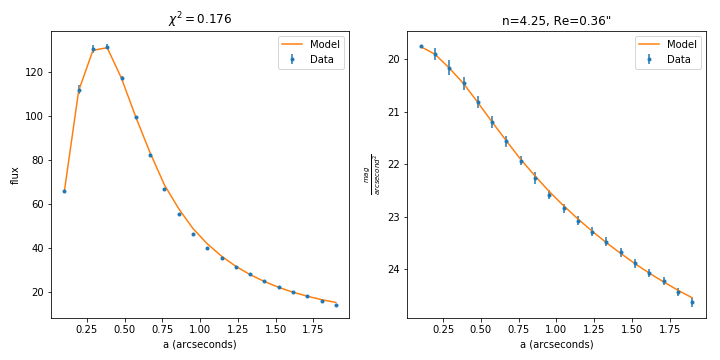 χ² = 0.176
Model
Data
flux
120
100
80
60
40
20
0.25 0.50 0.75 1.00 1.25 1.50 1.75
a (arcseconds)
n=4.25, Re=0.36"
Model
Data
mag
arcsecond²
20
21
22
23
24
0.25 0.50 0.75 1.00 1.25 1.50 1.75
a (arcseconds)